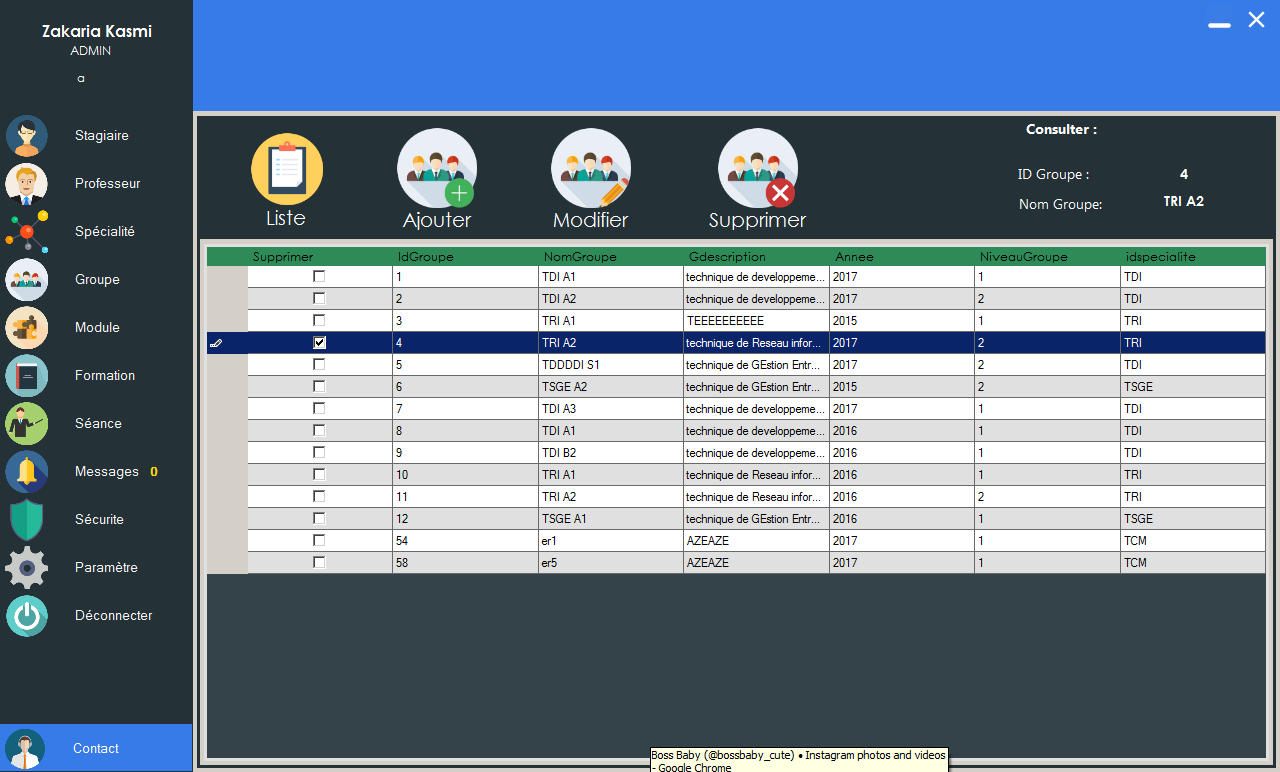 Zakaria Kasmi
ADMIN
a
Stagiaire
Professeur
Spécialité
Groupe
Module
Formation
Séance
Messages 0
Sécurite
Paramètre
Déconnecter
Contact
Liste
Ajouter
Modifier
Supprimer
Consulter :
ID Groupe : 4
Nom Groupe: TRI A2
Supprimer IdGroupe NomGroupe Gdescription Annee NiveauGroupe idspecialite
1 TDI A1 technique de developpeme... 2017 1 TDI
2 TDI A2 technique de developpeme... 2017 2 TDI
3 TRI A1 TEEEEEEEEEE 2015 1 TRI
4 TRI A2 technique de Reseau infor... 2017 2 TRI
5 TDDDDI S1 technique de GEstion Entr... 2017 2 TDI
6 TSGE A2 technique de GEstion Entr... 2015 2 TSGE
7 TDI A3 technique de developpeme... 2017 1 TDI
8 TDI A1 technique de developpeme... 2016 1 TDI
9 TDI B2 technique de developpeme... 2016 1 TDI
10 TRI A1 technique de Reseau infor... 2016 1 TRI
11 TRI A2 technique de Reseau infor... 2016 2 TRI
12 TSGE A1 technique de GEstion Entr... 2016 1 TSGE
54 er1 AZEAZE 2017 1 TCM
58 er5 AZEAZE 2017 1 TCM
Boss Baby (@bossbaby_cute) • Instagram photos and videos
- Google Chrome